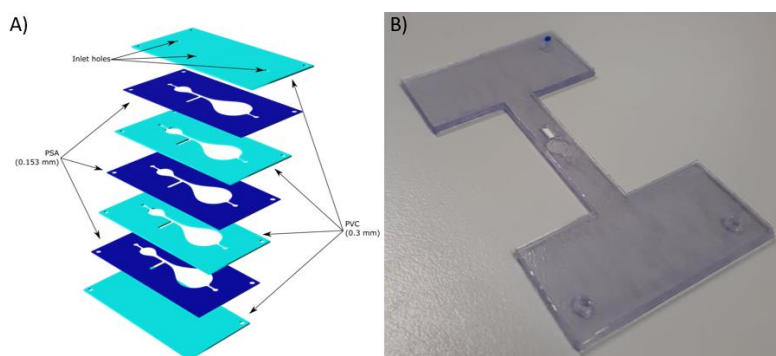 A)
B)
Inlet holes
PSA
(0.153 mm)
PVC
(0.3 mm)